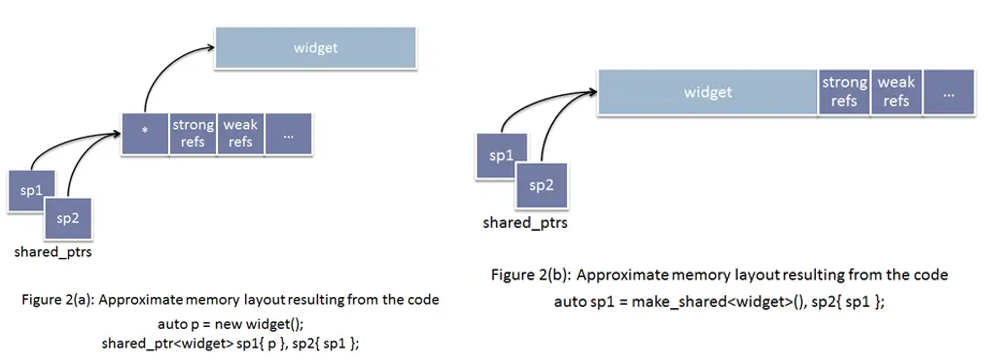 widget
*
strong
refs
weak
refs
...
sp1
sp2
shared_ptrs
Figure 2(a): Approximate memory layout resulting from the code
auto p = new widget();
shared_ptr<widget> sp1{ p }, sp2{ sp1 };
widget
strong
refs
weak
refs
...
sp1
sp2
shared_ptrs
Figure 2(b): Approximate memory layout resulting from the code
auto sp1 = make_shared<widget>(), sp2{ sp1 };